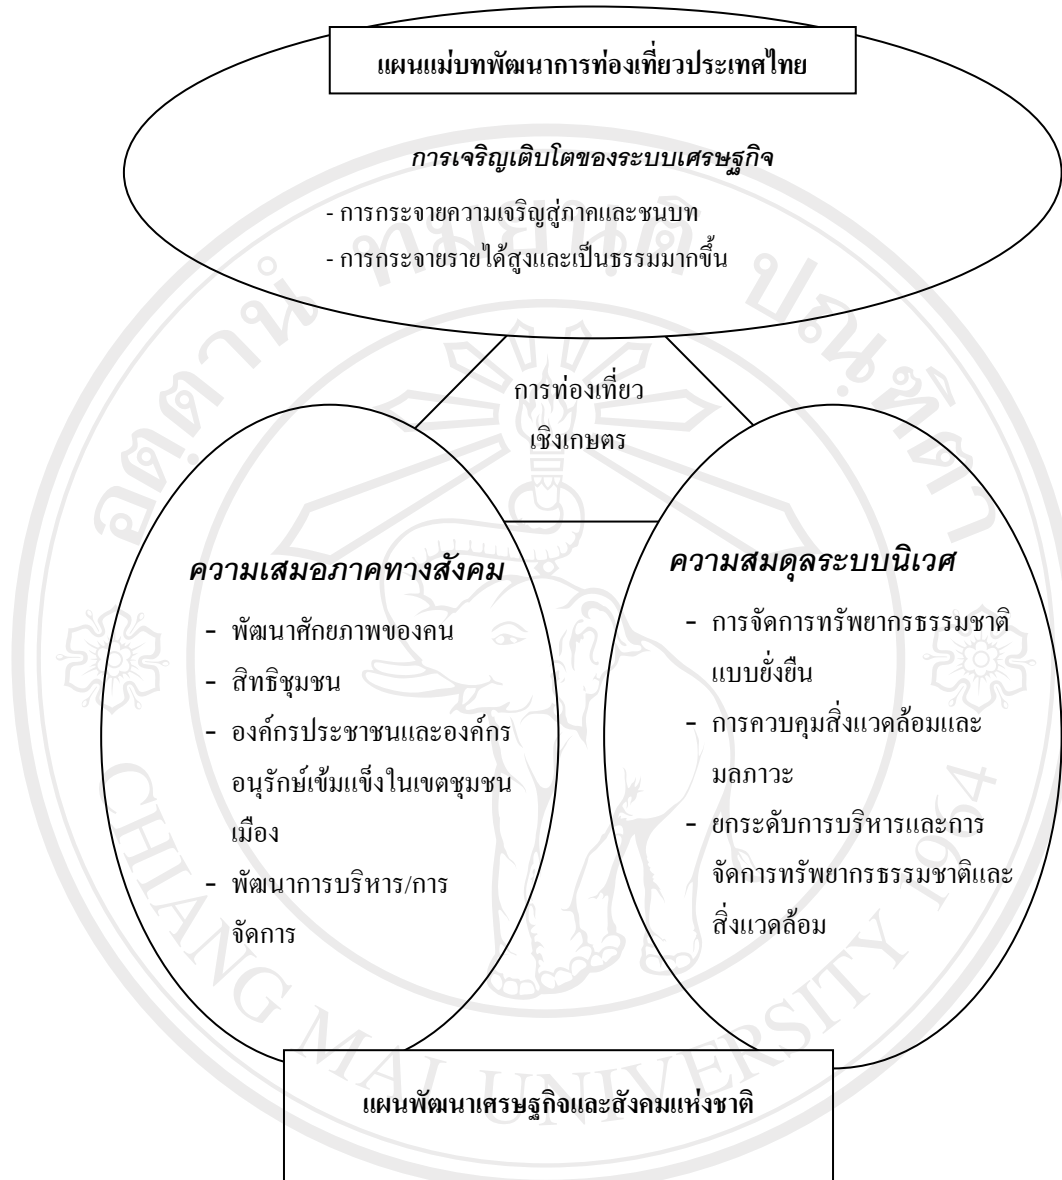 แผนแม่บทพัฒนาการท่องเที่ยวประเทศไทย
การเจริญเติบโตของระบบเศรษฐกิจ
- การกระจายความเจริญสู่ภาคและชนบท
- การกระจายรายได้สูงและเป็นธรรมมากขึ้น
การท่องเที่ยว
เชิงเกษตร
ความเสมอภาคทางสังคม
- พัฒนาศักยภาพของคน
- สิทธิชุมชน
- องค์กรประชาชนและองค์กร
อนุรักษ์เข้มแข็งในเขตชุมชน
เมือง
- พัฒนาการบริหาร/การ
จัดการ
ความสมดุลระบบนิเวศ
- การจัดการทรัพยากรธรรมชาติ
แบบยั่งยืน
- การควบคุมสิ่งแวดล้อมและ
มลภาวะ
- ยกระดับการบริหารและการ
จัดการทรัพยากรธรรมชาติและ
สิ่งแวดล้อม
แผนพัฒนาเศรษฐกิจและสังคมแห่งชาติ
อตฺตานํ ทมยนฺติ ปณฺฑิตา
CHIANG MAI UNIVERSITY 1964